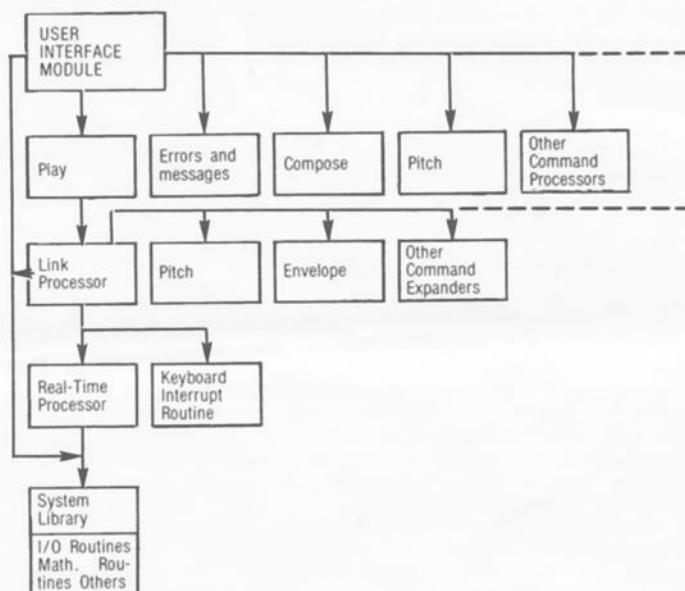 USER
INTERFACE
MODULE
Play
Errors and
messages
Compose
Pitch
Other
Command
Processors
Link
Processor
Pitch
Envelope
Other
Command
Expanders
Real-Time
Processor
Keyboard
Interrupt
Routine
System
Library
I/O Routines
Math. Rou-
tines Others